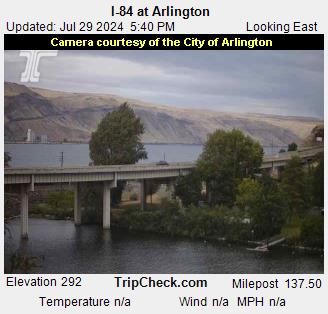 I-84 at Arlington
Updated: Jul 29 2024 5:40 PM Looking East
Camera courtesy of the City of Arlington
Elevation 292 TripCheck.com Milepost 137.50
Temperature n/a Wind n/a MPH n/a